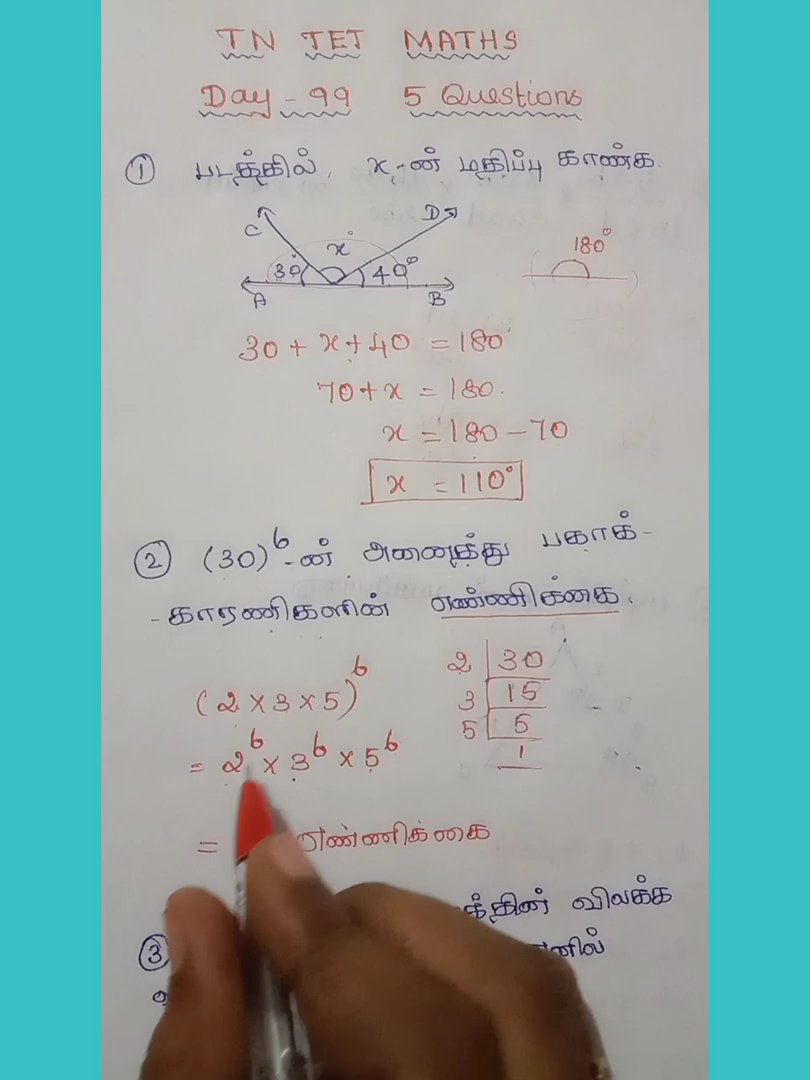 TN TET MATHS
Day - 99 5 Questions
① படத்தில், x-ன் மதிப்பு காண்க.
C D
x°
30° 40°
A B
180°
30 + x + 40 = 180
70 + x = 180.
x = 180 - 70
x = 110°
② (30)⁶-ன் அனைத்து பகாக்-
-காரணிகளின் எண்ணிக்கை.
(2 × 3 × 5)⁶
= 2⁶ × 3⁶ × 5⁶
2 30
3 15
5 5
1
= எண்ணிக்கை
③ விலக்க